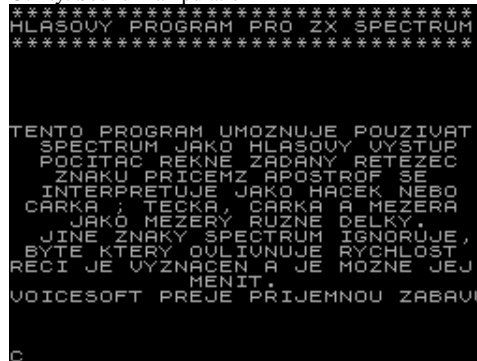 ********************************
HLASOVY PROGRAM PRO ZX SPECTRUM
********************************
TENTO PROGRAM UMOZNUJE POUZIVAT
SPECTRUM JAKO HLASOVY VYSTUP
POCITAC REKNE ZADANY RETEZEC
ZNAKU PRICEMZ APOSTROF SE
INTERPRETUJE JAKO HACEK NEBO
CARKA ; TECKA, CARKA A MEZERA
JAKO MEZERY RUZNE DELKY.
JINE ZNAKY SPECTRUM IGNORUJE,
BYTE KTERY OVLIVNUJE RYCHLOST
RECI JE VYZNACEN A JE MOZNE JEJ
MENIT.
VOICESOFT PREJE PRIJEMNOU ZABAVU
C